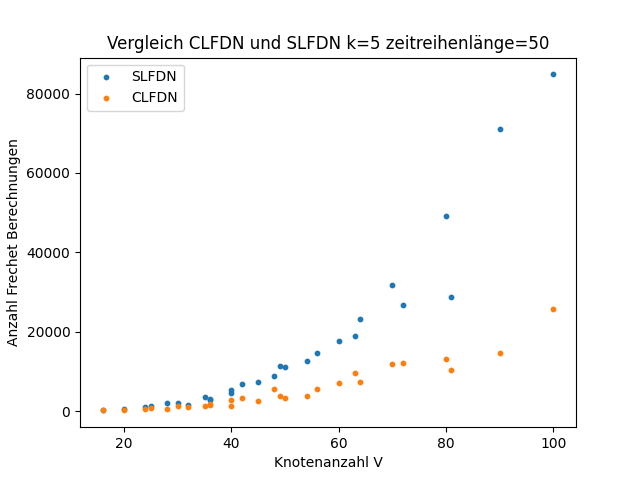 Vergleich CLFDN und SLFDN k=5 zeitreihenlänge=50
SLFDN
CLFDN
Anzahl Frechet Berechnungen
80000
60000
40000
20000
0
20 40 60 80 100
Knotenanzahl V